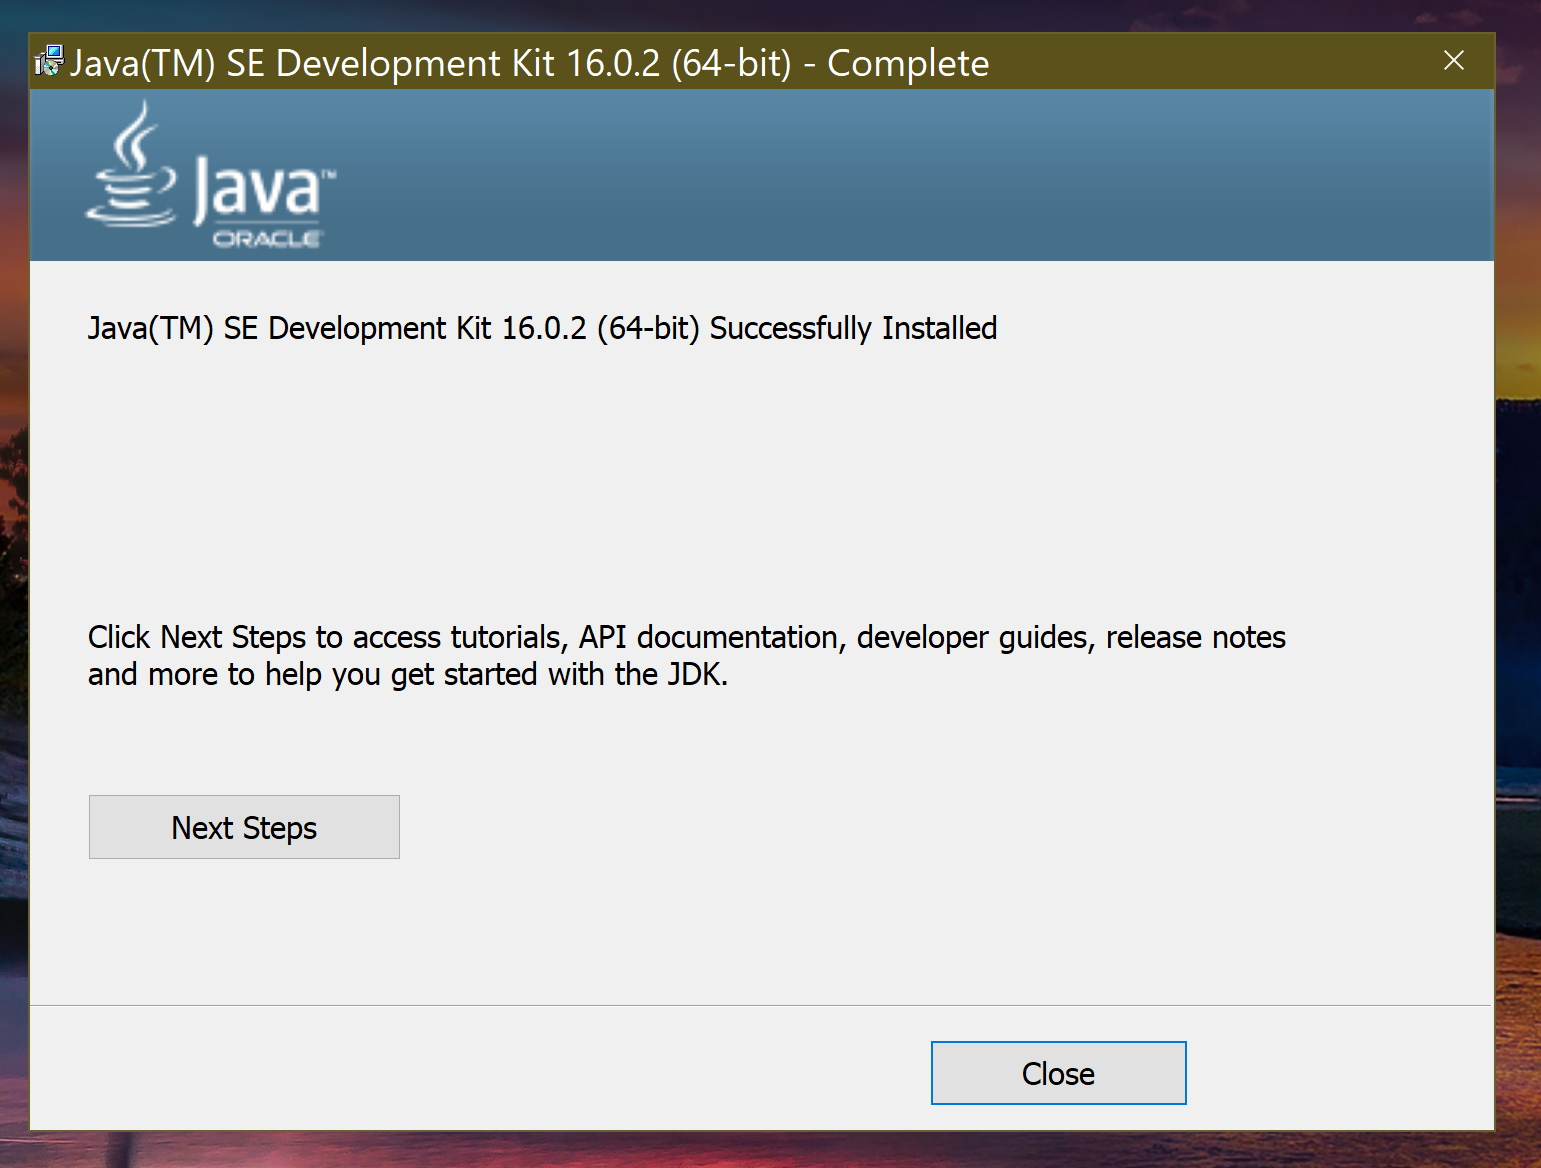 Java(TM) SE Development Kit 16.0.2 (64-bit) - Complete
Java™
ORACLE
Java(TM) SE Development Kit 16.0.2 (64-bit) Successfully Installed
Click Next Steps to access tutorials, API documentation, developer guides, release notes
and more to help you get started with the JDK.
Next Steps
Close